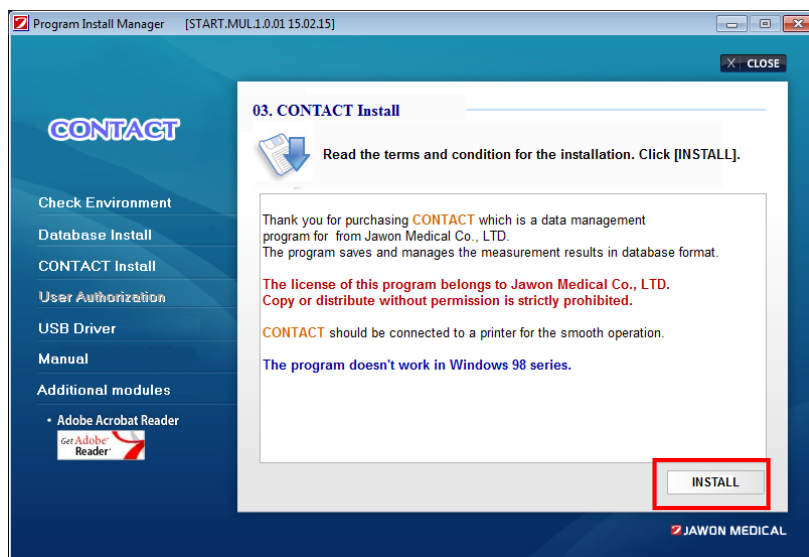 Program Install Manager [START.MUL.1.0.01 15.02.15]
X CLOSE
CONTACT
Check Environment
Database Install
CONTACT Install
User Authorization
USB Driver
Manual
Additional modules
• Adobe Acrobat Reader
Get Adobe
Reader
03. CONTACT Install
Read the terms and condition for the installation. Click [INSTALL].
Thank you for purchasing CONTACT which is a data management
program for from Jawon Medical Co., LTD.
The program saves and manages the measurement results in database format.
The license of this program belongs to Jawon Medical Co., LTD.
Copy or distribute without permission is strictly prohibited.
CONTACT should be connected to a printer for the smooth operation.
The program doesn't work in Windows 98 series.
INSTALL
JAWON MEDICAL